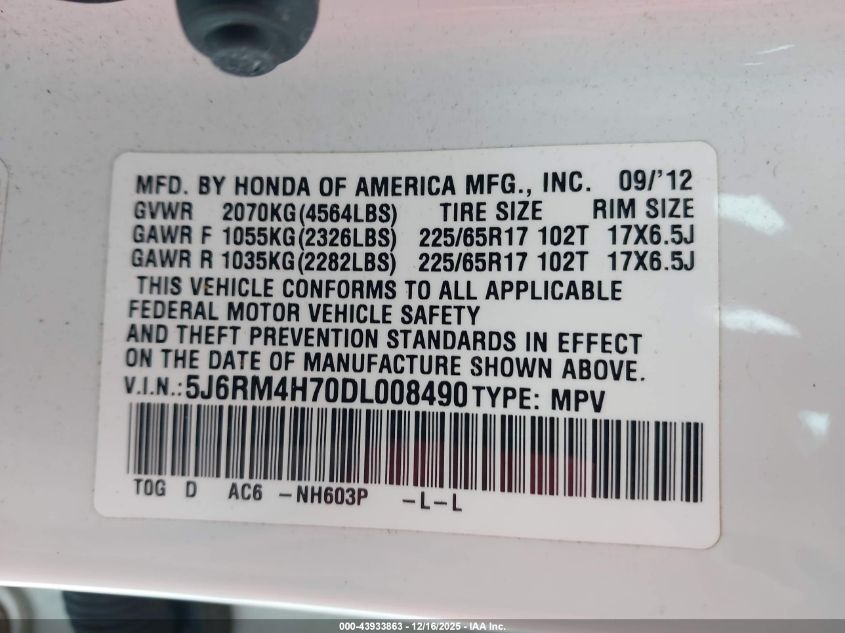 MFD. BY HONDA OF AMERICA MFG., INC. 09/'12
GVWR 2070KG(4564LBS) TIRE SIZE RIM SIZE
GAWR F 1055KG(2326LBS) 225/65R17 102T 17X6.5J
GAWR R 1035KG(2282LBS) 225/65R17 102T 17X6.5J
THIS VEHICLE CONFORMS TO ALL APPLICABLE
FEDERAL MOTOR VEHICLE SAFETY
AND THEFT PREVENTION STANDARDS IN EFFECT
ON THE DATE OF MANUFACTURE SHOWN ABOVE.
V.I.N.:5J6RM4H70DL008490 TYPE: MPV
T0G D AC6 -NH603P -L-L
000-43933863 - 12/16/2025 - IAA Inc.